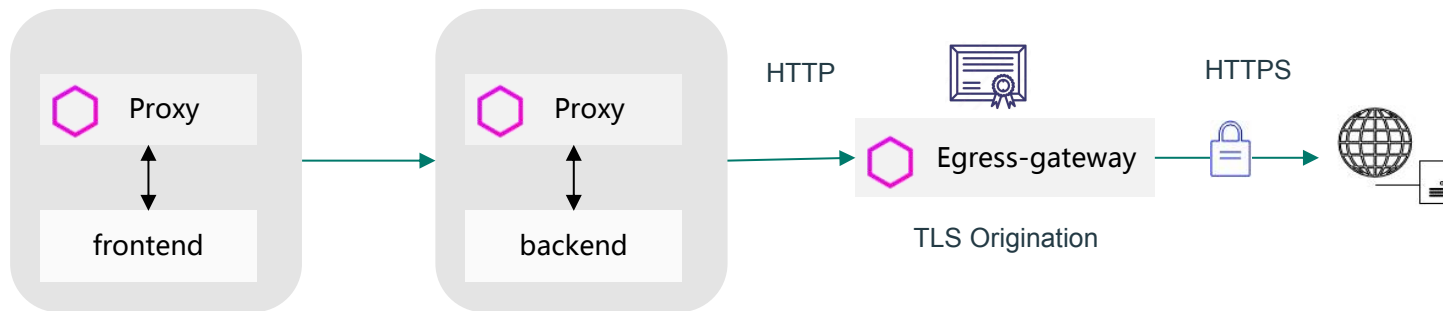 Proxy
frontend
Proxy
backend
HTTP
Egress-gateway
TLS Origination
HTTPS